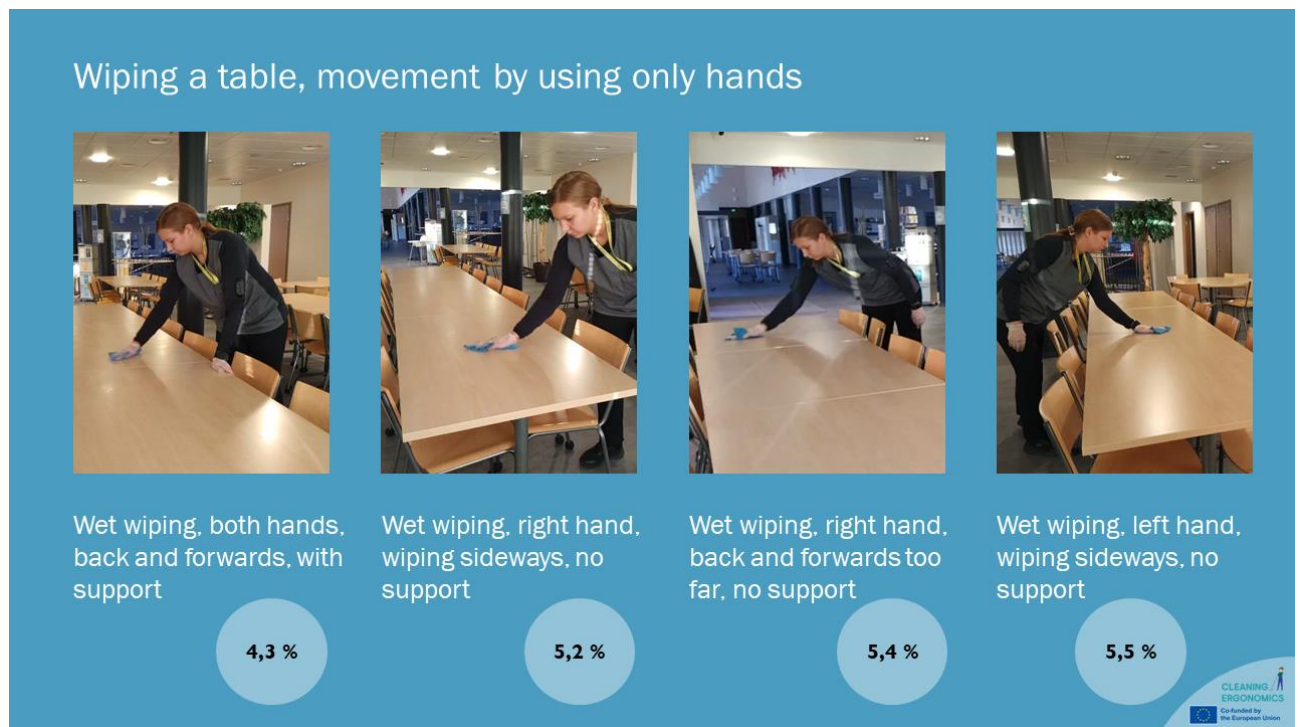 Wiping a table, movement by using only hands
Wet wiping, both hands,
back and forwards, with
support
4,3 %
Wet wiping, right hand,
wiping sideways, no
support
5,2 %
Wet wiping, right hand,
back and forwards too
far, no support
5,4 %
Wet wiping, left hand,
wiping sideways, no
support
5,5 %
CLEANING
ERGONOMICS
Co-funded by
the European Union